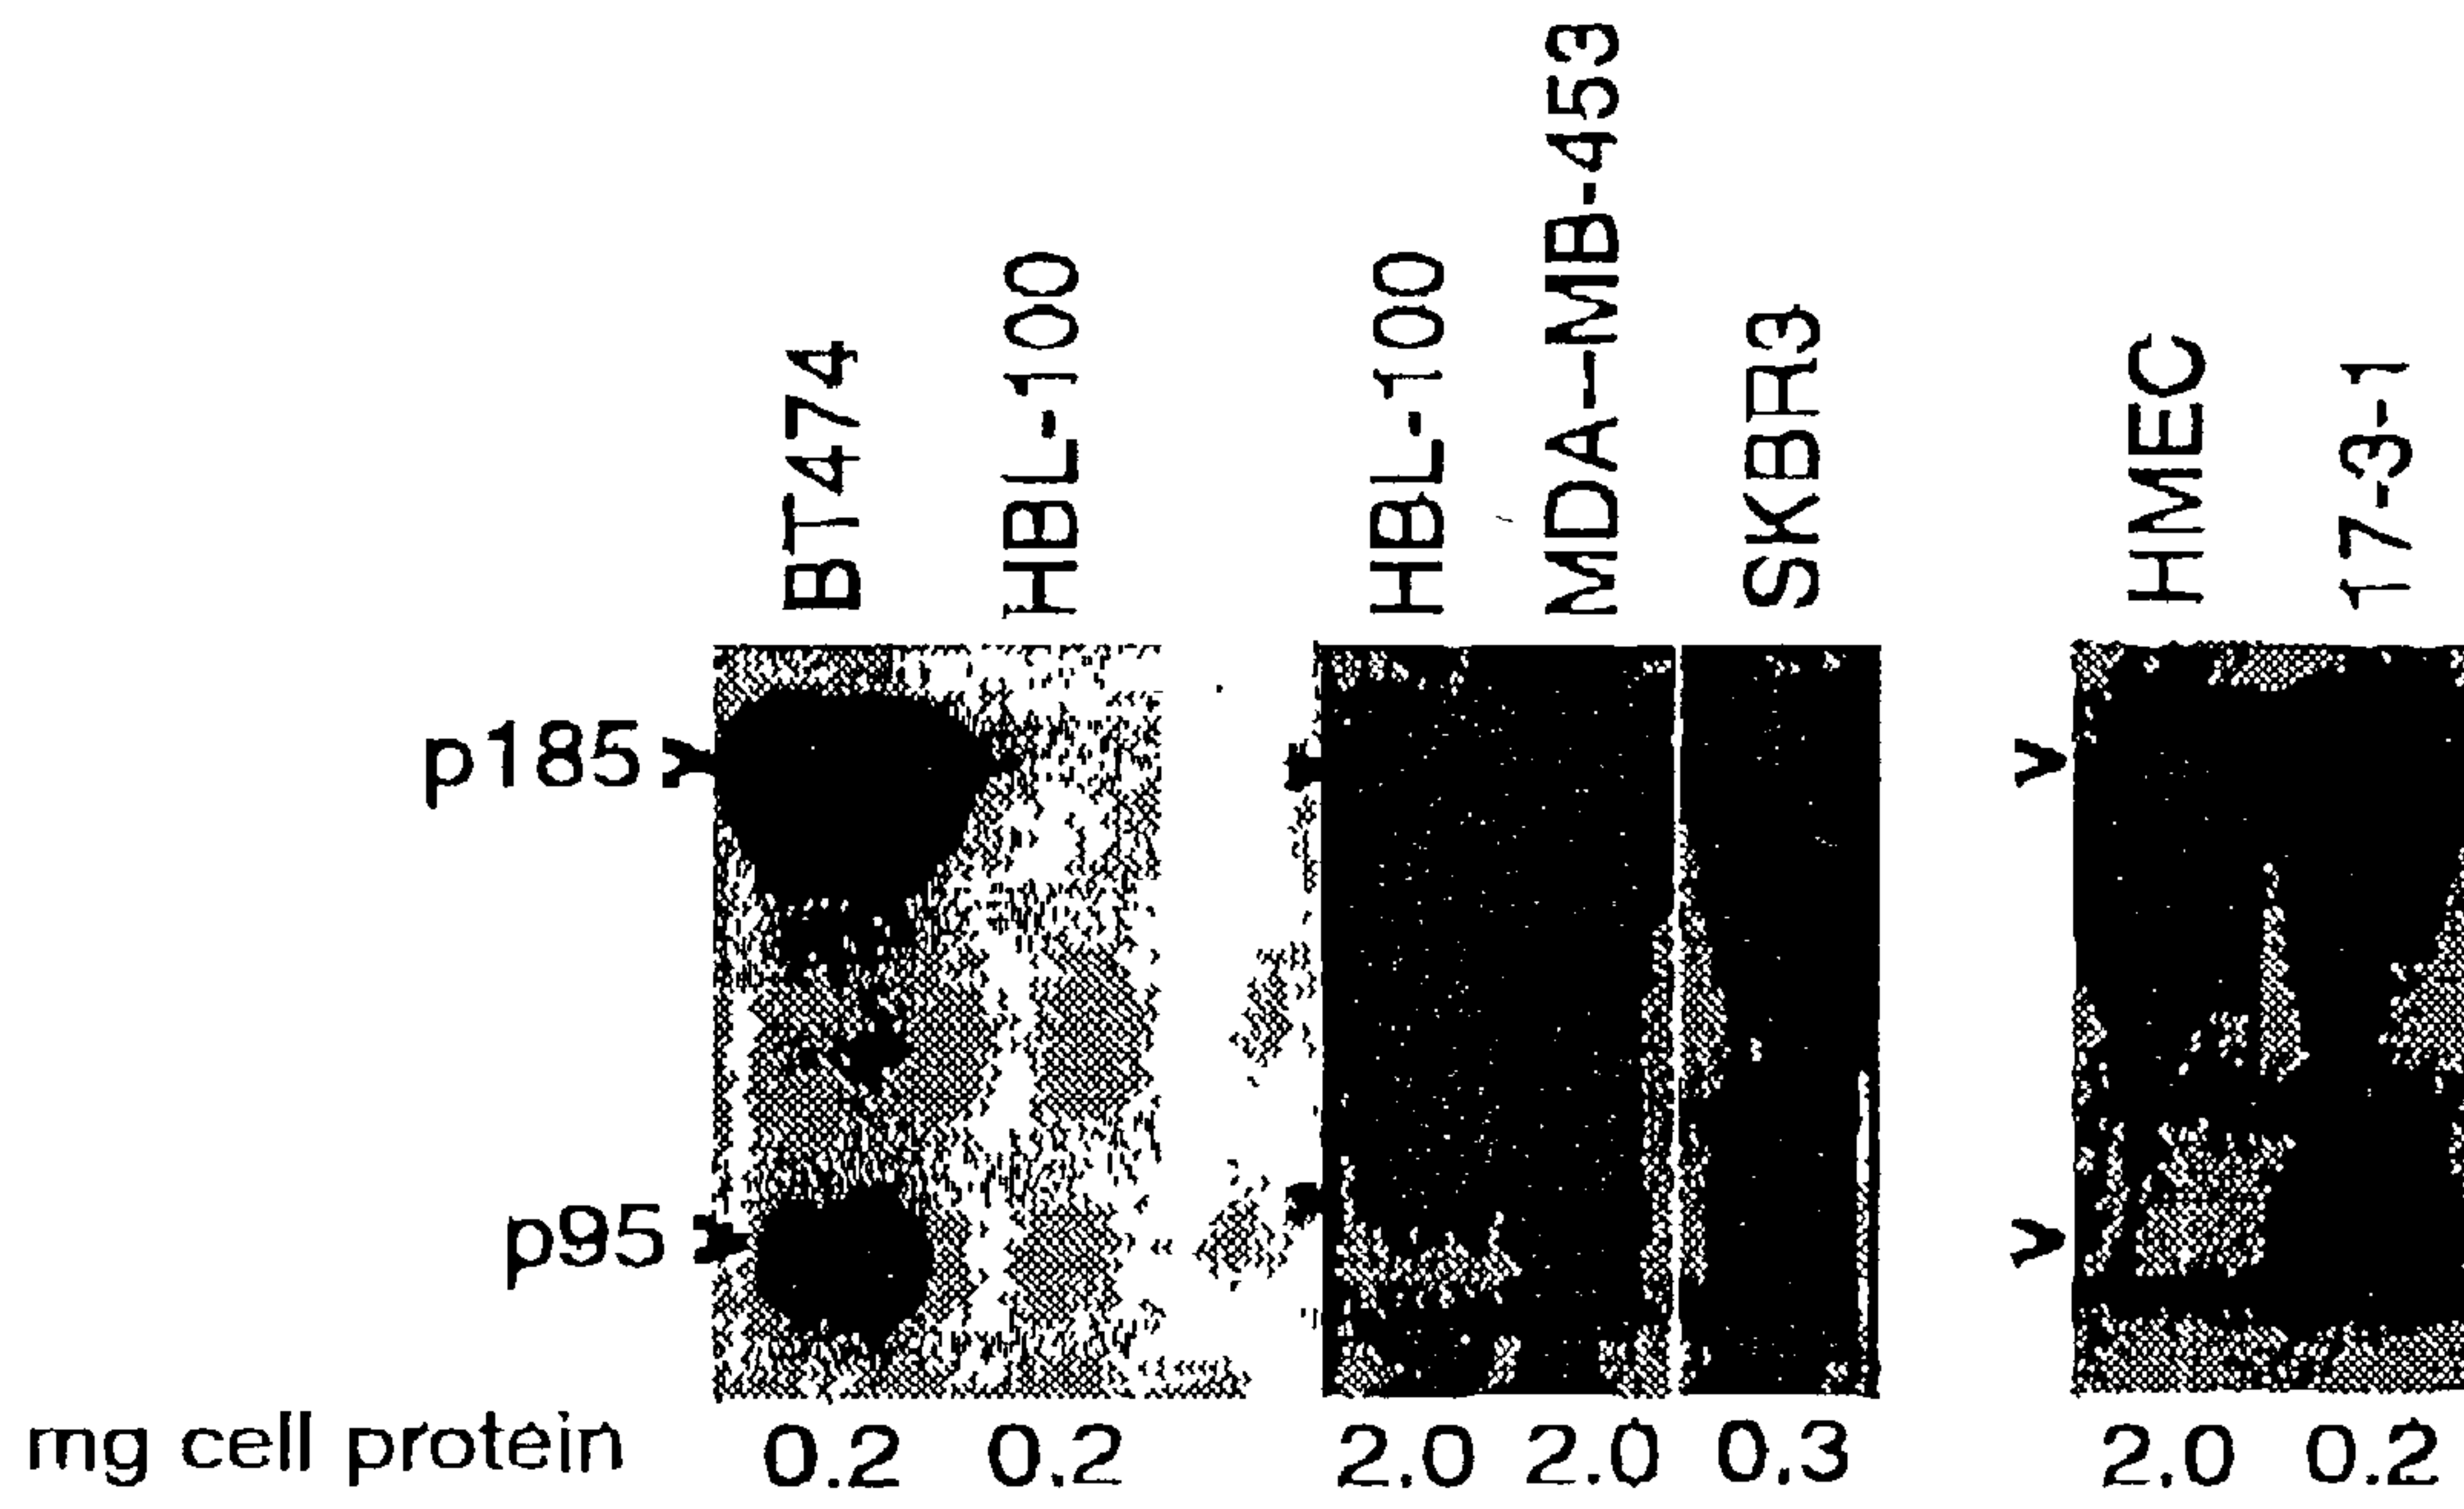 BT474
HBL-100
HBL-100
MDA-MB-453
SKBR3
HMEC
17-3-1
p185
p95
mg cell protein 0.2 0.2 2.0 2.0 0.3 2.0 0.2